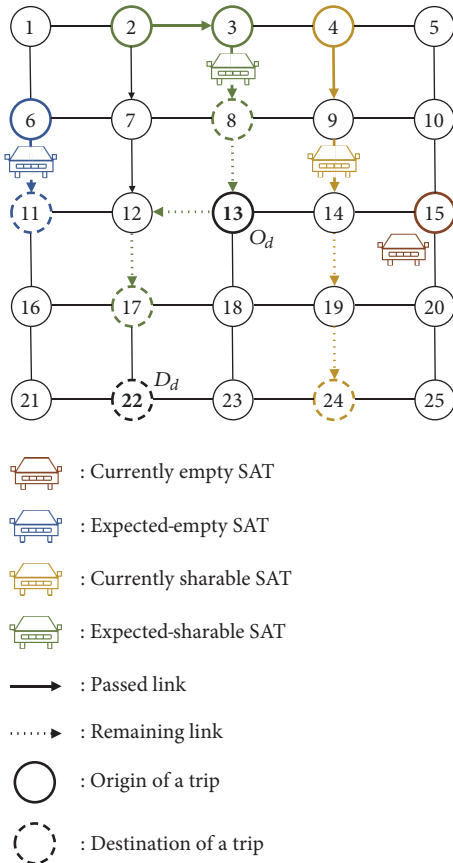 1 2 3 4 5
6 7 8 9 10
11 12 13 14 15
O_d
16 17 18 19 20
D_d
21 22 23 24 25
: Currently empty SAT
: Expected-empty SAT
: Currently sharable SAT
: Expected-sharable SAT
: Passed link
: Remaining link
: Origin of a trip
: Destination of a trip